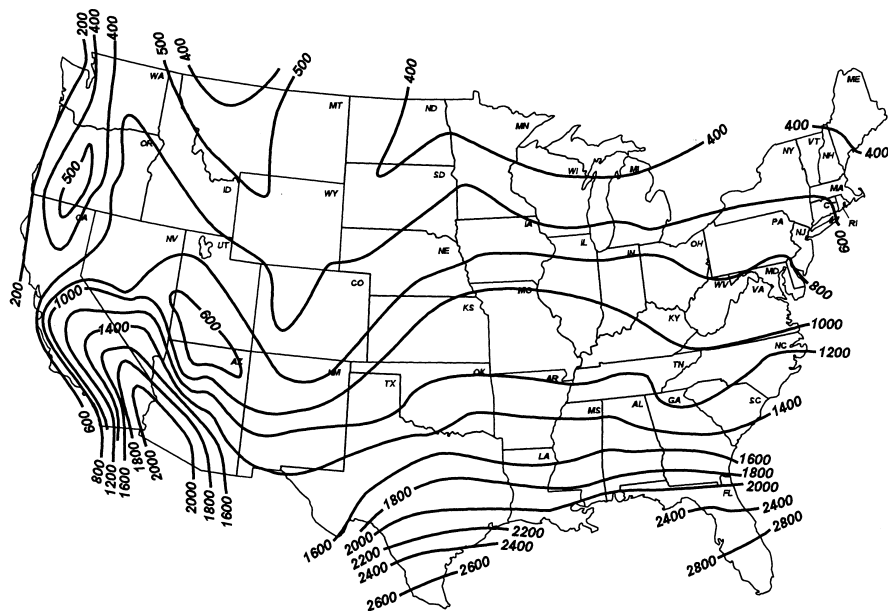 200
400
400
500
400
500
400
WA
MT
ND
MN
ME
OR
500
ID
WY
SD
WI
MI
400
NY
VT
NH
400
400
MA
RI
CA
NV
UT
NE
IA
IL
IN
OH
PA
NJ
600
200
1000
1400
600
CO
KS
MO
WV
MD
VA
800
KY
1000
AZ
NM
TX
OK
AR
TN
NC
1200
MS
AL
GA
SC
1400
LA
600
800
1200
1600
1800
2000
2000
1800
1600
1600
1800
2000
2200
2400
2600
2200
2400
2600
1600
1800
2000
FL
2400
2400
2800
2800